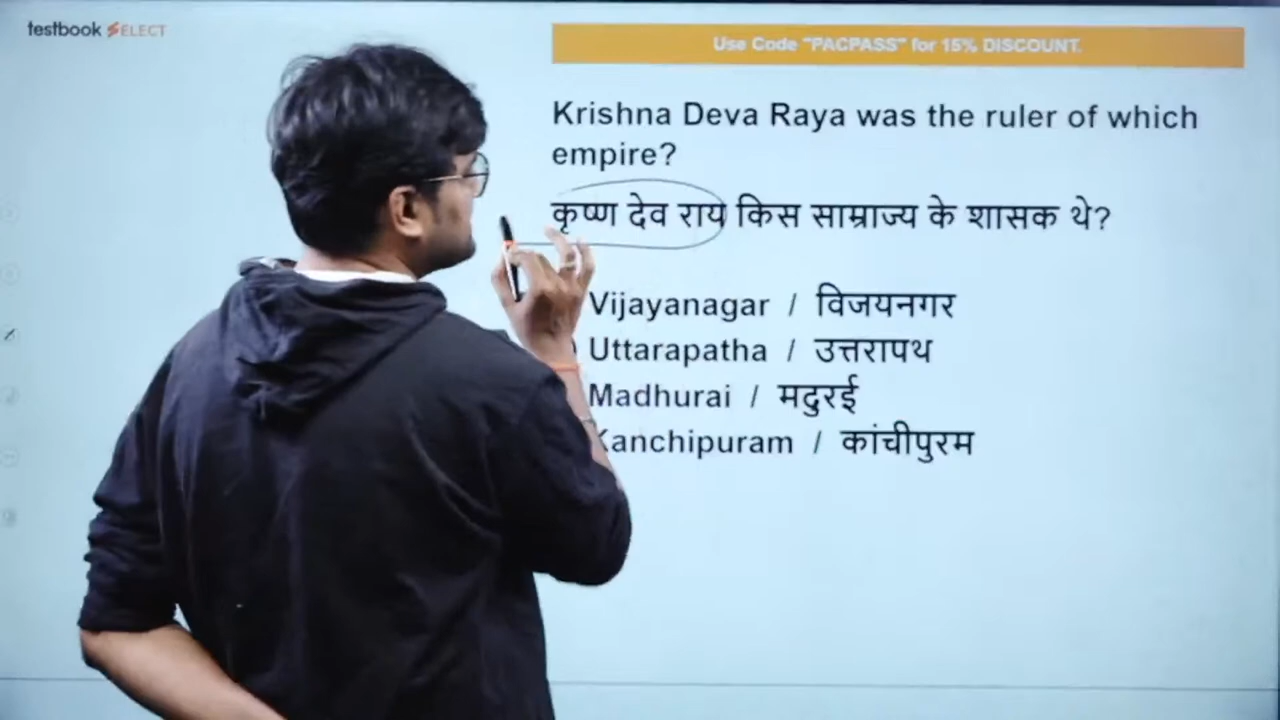 testbook SELECT
Use Code "PACPASS" for 15% DISCOUNT.
Krishna Deva Raya was the ruler of which
empire?
कृष्ण देव राय किस साम्राज्य के शासक थे?
Vijayanagar / विजयनगर
Uttarapatha / उत्तरापथ
Madhurai / मदुरई
Kanchipuram / कांचीपुरम